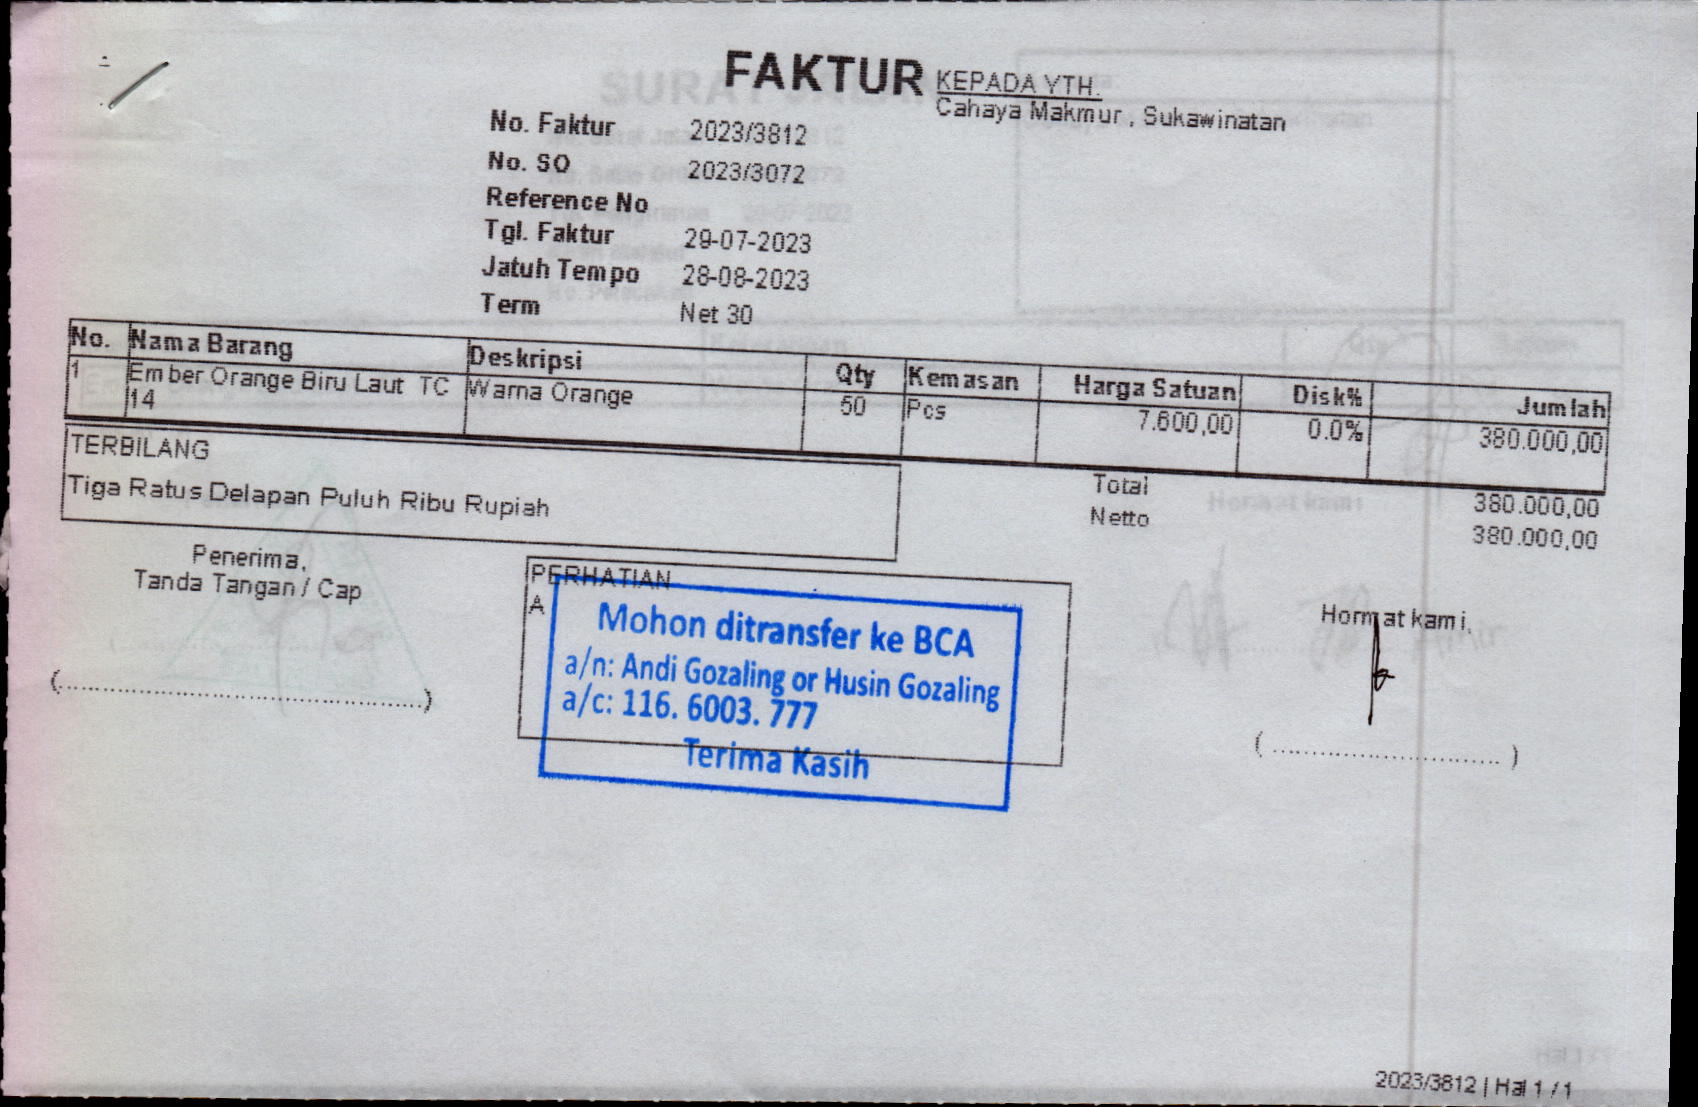 FAKTUR
KEPADA YTH.
Cahaya Makmur , Sukawinatan
No. Faktur 2023/3812
No. SO 2023/3072
Reference No
Tgl. Faktur 29-07-2023
Jatuh Tempo 28-08-2023
Term Net 30
No. Nama Barang Deskripsi Qty Kemasan Harga Satuan Disk% Jumlah
1 Ember Orange Biru Laut TC Warna Orange 50 Pcs 7.600,00 0.0% 380.000,00
14
TERBILANG
Tiga Ratus Delapan Puluh Ribu Rupiah
Total 380.000,00
Netto 380.000,00
Penerima,
Tanda Tangan / Cap
(........................................)
PERHATIAN
A
Mohon ditransfer ke BCA
a/n: Andi Gozaling or Husin Gozaling
a/c: 116. 6003. 777
Terima Kasih
Hormat kami,
( ............................ )
2023/3812 | Hal 1 / 1